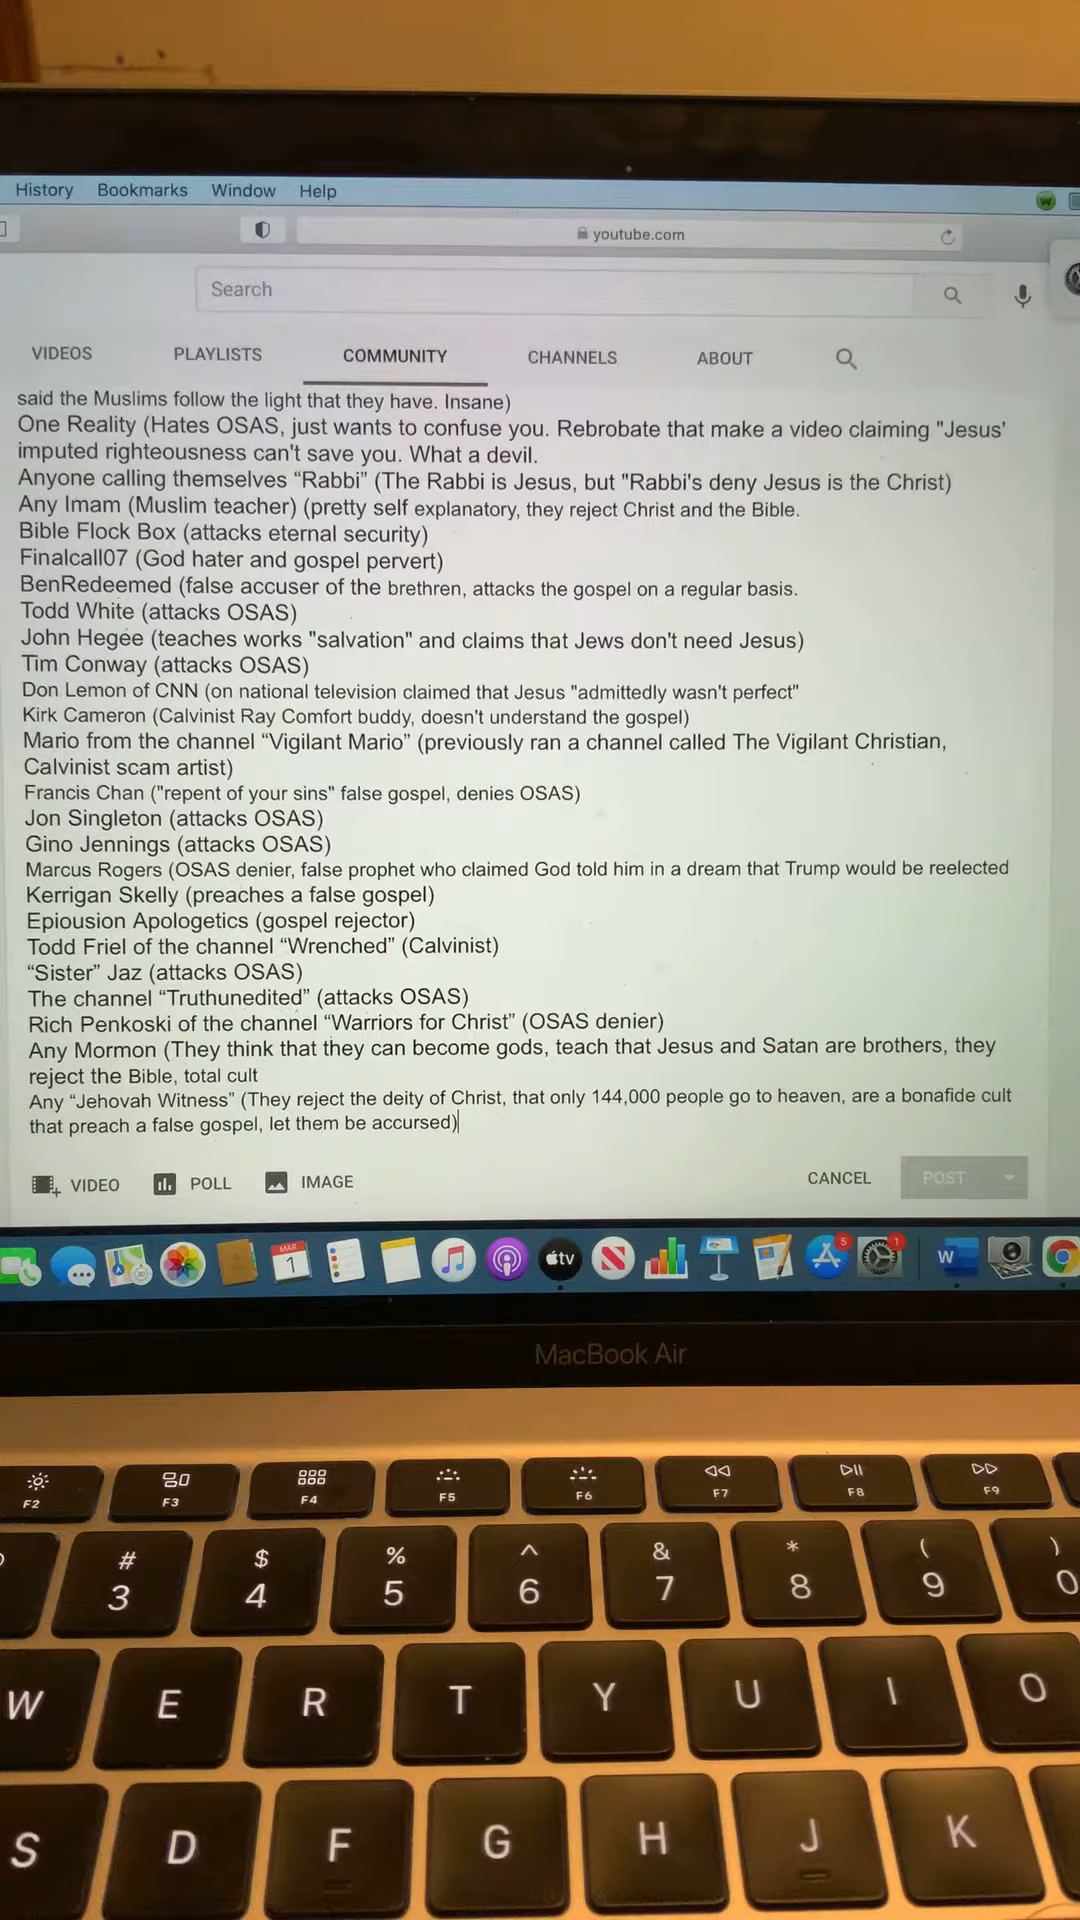 History Bookmarks Window Help
youtube.com
Search
VIDEOS PLAYLISTS COMMUNITY CHANNELS ABOUT
said the Muslims follow the light that they have. Insane)
One Reality (Hates OSAS, just wants to confuse you. Rebrobate that make a video claiming "Jesus'
imputed righteousness can't save you. What a devil.
Anyone calling themselves “Rabbi” (The Rabbi is Jesus, but "Rabbi's deny Jesus is the Christ)
Any Imam (Muslim teacher) (pretty self explanatory, they reject Christ and the Bible.
Bible Flock Box (attacks eternal security)
Finalcall07 (God hater and gospel pervert)
BenRedeemed (false accuser of the brethren, attacks the gospel on a regular basis.
Todd White (attacks OSAS)
John Hegee (teaches works "salvation" and claims that Jews don't need Jesus)
Tim Conway (attacks OSAS)
Don Lemon of CNN (on national television claimed that Jesus "admittedly wasn't perfect"
Kirk Cameron (Calvinist Ray Comfort buddy, doesn't understand the gospel)
Mario from the channel “Vigilant Mario” (previously ran a channel called The Vigilant Christian,
Calvinist scam artist)
Francis Chan ("repent of your sins" false gospel, denies OSAS)
Jon Singleton (attacks OSAS)
Gino Jennings (attacks OSAS)
Marcus Rogers (OSAS denier, false prophet who claimed God told him in a dream that Trump would be reelected
Kerrigan Skelly (preaches a false gospel)
Epiousion Apologetics (gospel rejector)
Todd Friel of the channel “Wrenched” (Calvinist)
“Sister” Jaz (attacks OSAS)
The channel “Truthunedited” (attacks OSAS)
Rich Penkoski of the channel “Warriors for Christ” (OSAS denier)
Any Mormon (They think that they can become gods, teach that Jesus and Satan are brothers, they
reject the Bible, total cult
Any “Jehovah Witness” (They reject the deity of Christ, that only 144,000 people go to heaven, are a bonafide cult
that preach a false gospel, let them be accursed)
VIDEO POLL IMAGE CANCEL POST
MAR 1 tv 5 1 W
MacBook Air
F2 F3 F4 F5 F6 F7 F8 F9
# $ % ^ & * ( )
3 4 5 6 7 8 9 0
W E R T Y U I O
S D F G H J K